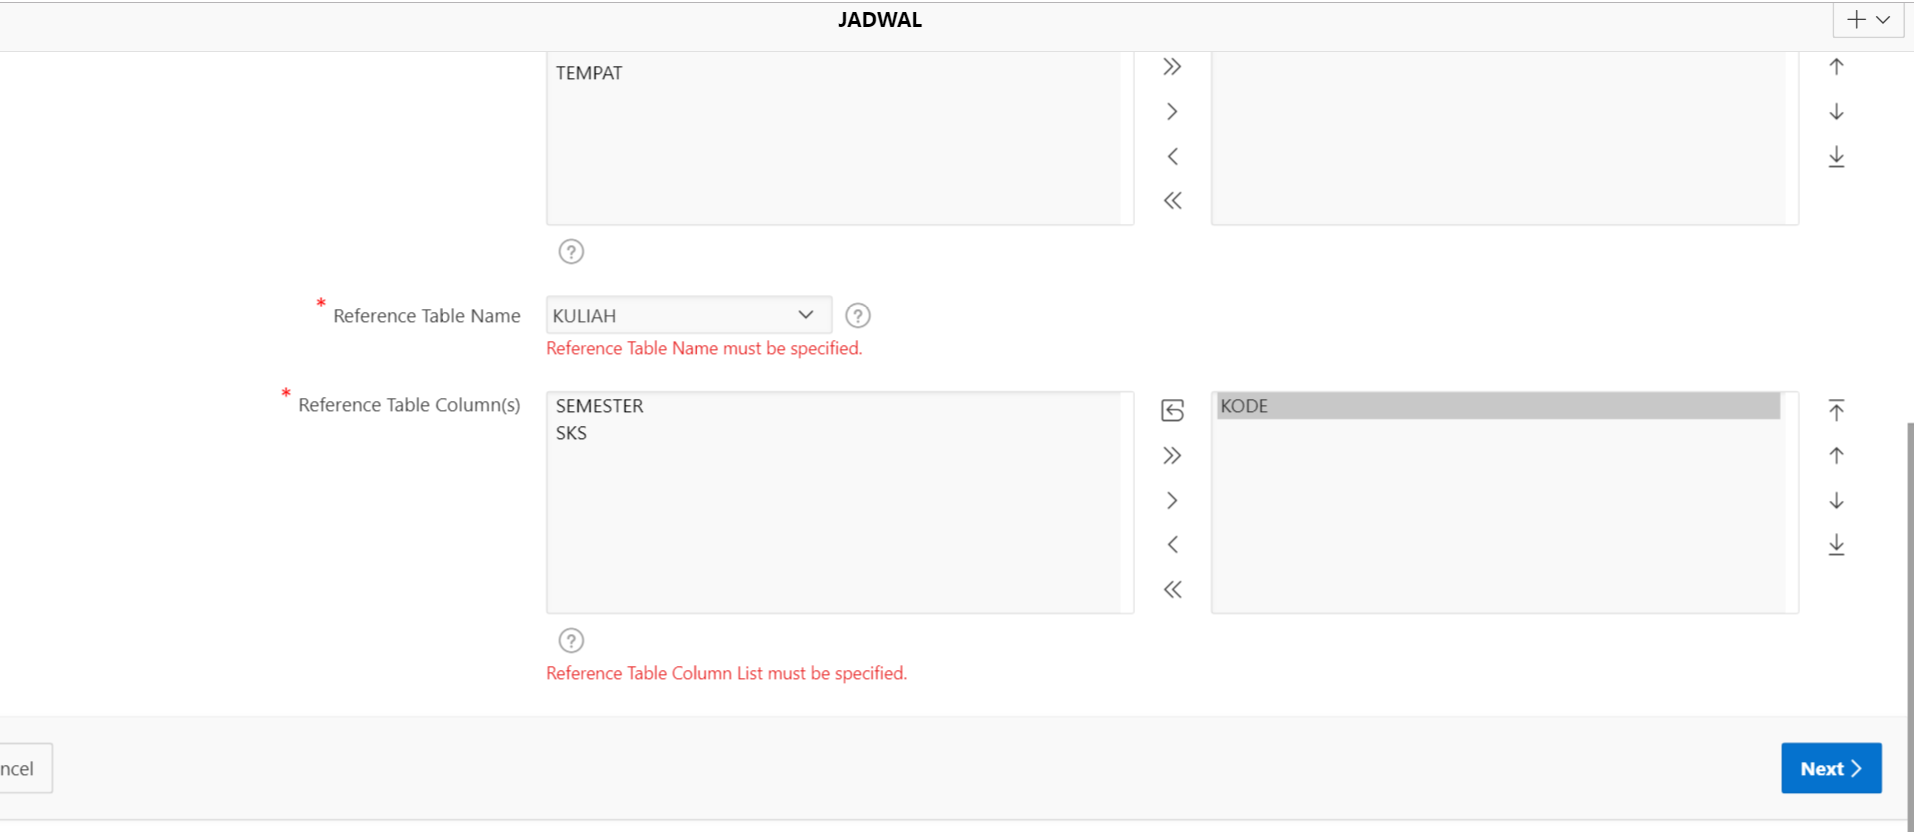 JADWAL
TEMPAT
?
* Reference Table Name
KULIAH
?
Reference Table Name must be specified.
* Reference Table Column(s)
SEMESTER
SKS
KODE
?
Reference Table Column List must be specified.
ncel
Next